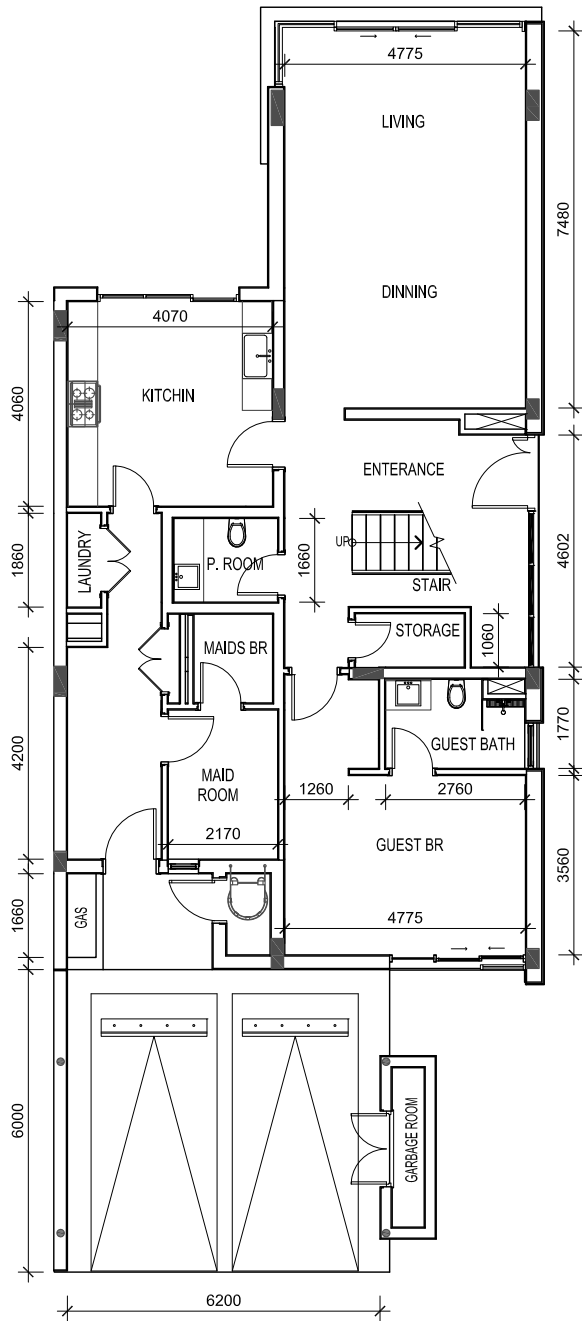 4775
LIVING
7480
DINNING
4070
KITCHIN
4060
ENTERANCE
4602
LAUNDRY
1860
P. ROOM
1660
UP
STAIR
STORAGE
1060
MAIDS BR
1770
GUEST BATH
4200
MAID
ROOM
2170
1260
2760
GUEST BR
3560
4775
1660
GAS
6000
GARBAGE ROOM
6200